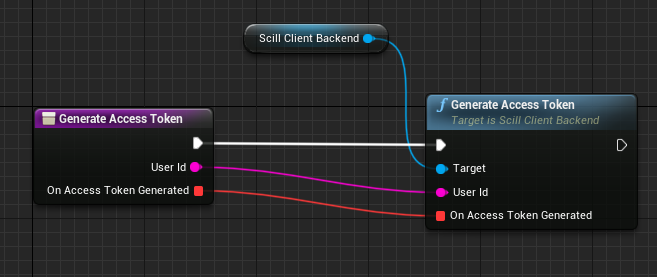 Scill Client Backend
Generate Access Token
User Id
On Access Token Generated
f Generate Access Token
Target is Scill Client Backend
Target
User Id
On Access Token Generated